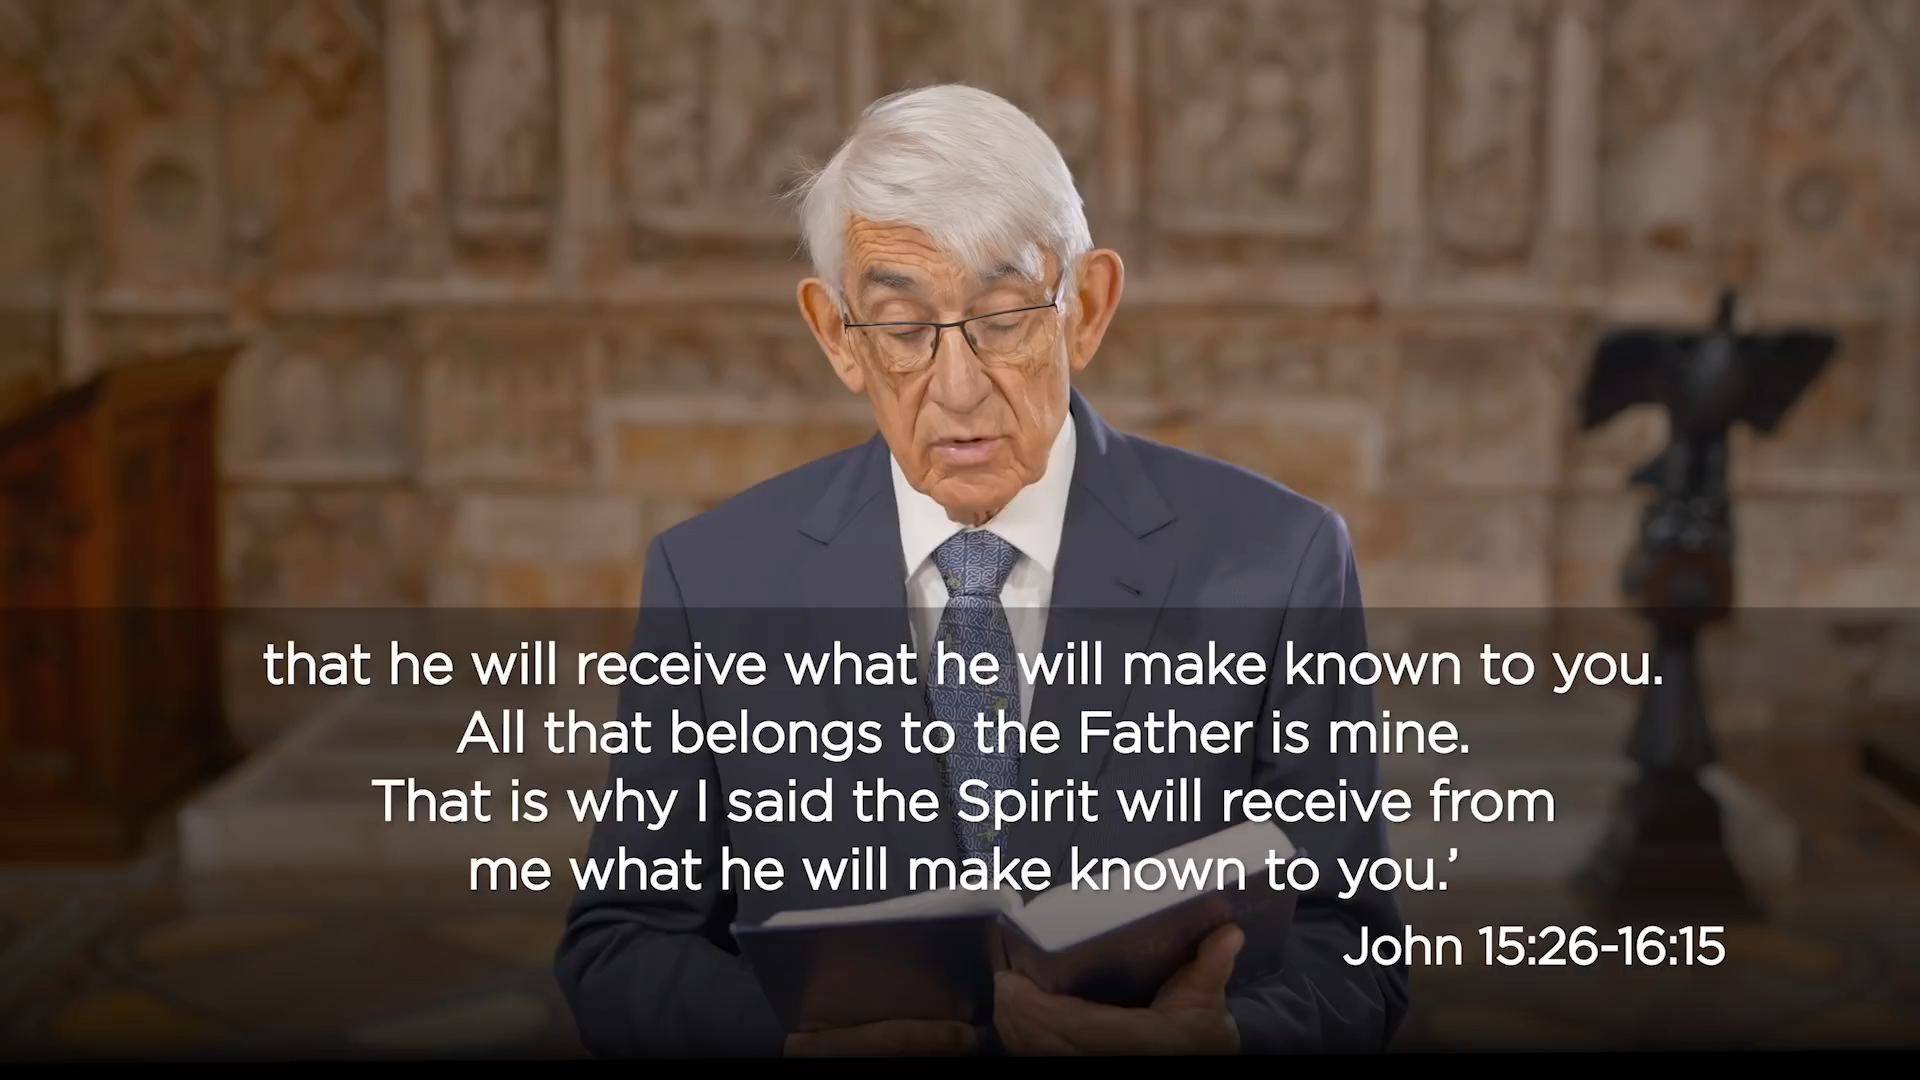 that he will receive what he will make known to you.
All that belongs to the Father is mine.
That is why I said the Spirit will receive from
me what he will make known to you.’
John 15:26-16:15